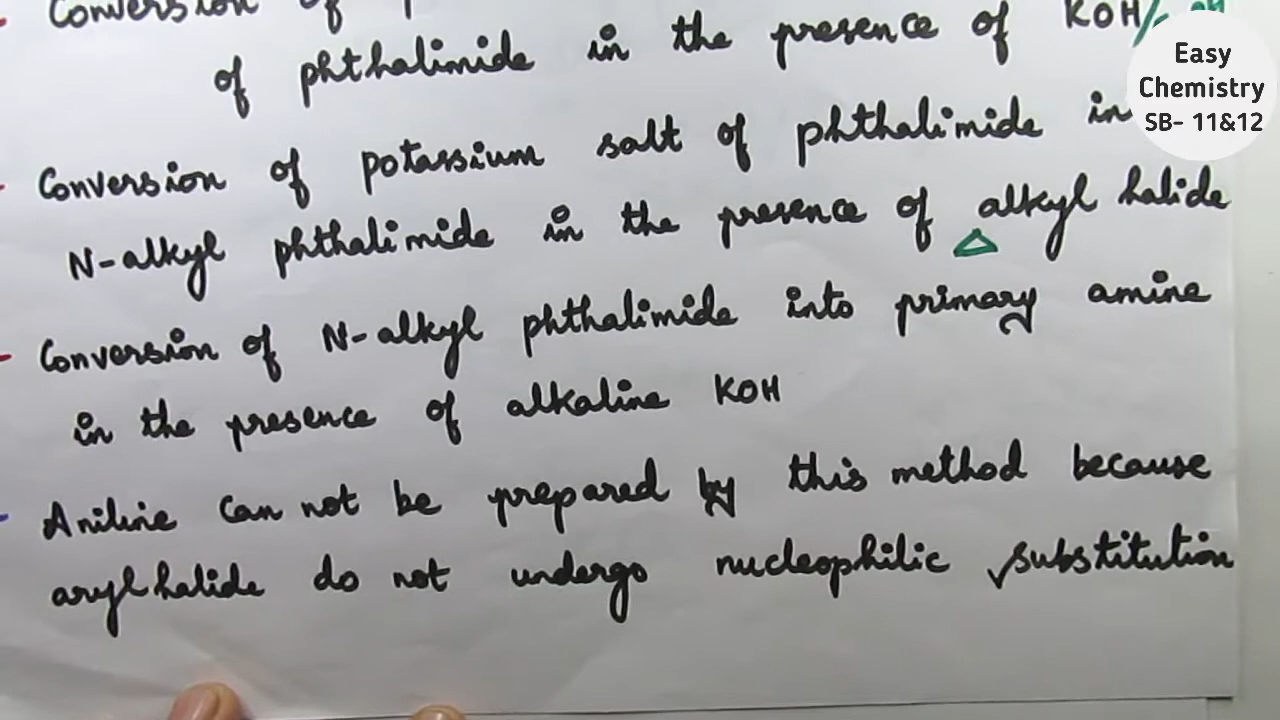 Conversion of
of phthalimide in the presence of KOH/
Conversion of potassium salt of phthalimide in
N-alkyl phthalimide in the presence of alkyl halide
△
Conversion of N-alkyl phthalimide into primary amine
in the presence of alkaline KOH
Aniline can not be prepared by this method because
aryl halide do not undergo nucleophilic substitution
Easy
Chemistry
SB- 11&12